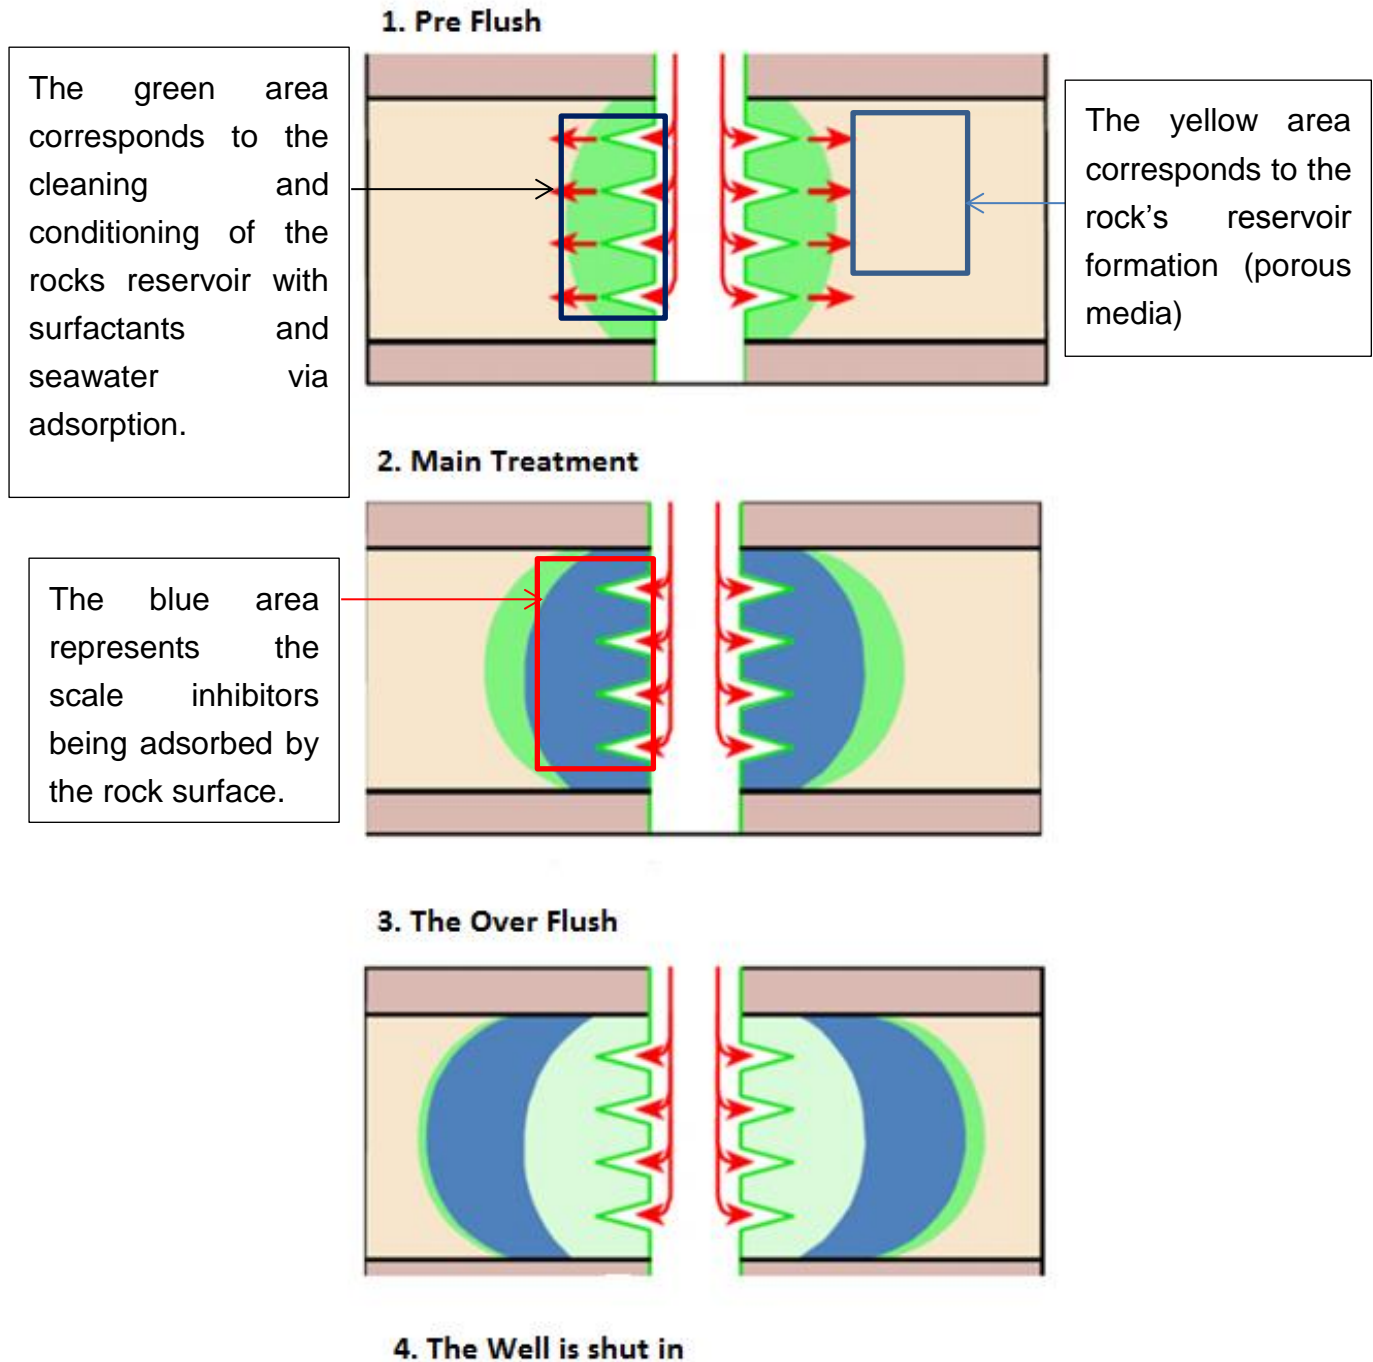 1. Pre Flush
The green area
corresponds to the
cleaning and
conditioning of the
rocks reservoir with
surfactants and
seawater via
adsorption.
The yellow area
corresponds to the
rock’s reservoir
formation (porous
media)
2. Main Treatment
The blue area
represents the
scale inhibitors
being adsorbed by
the rock surface.
3. The Over Flush
4. The Well is shut in